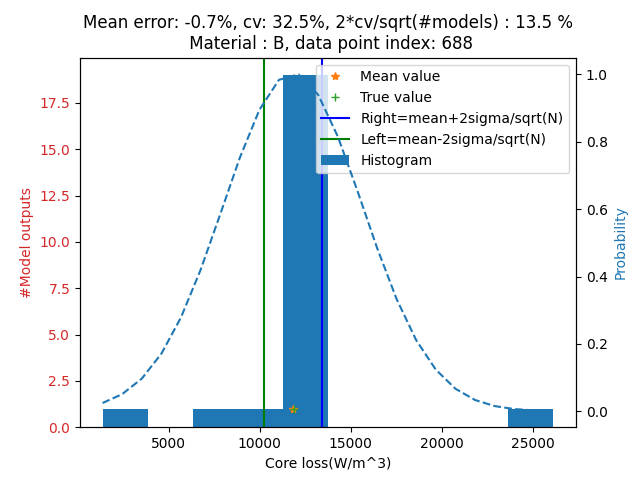 Mean error: -0.7%, cv: 32.5%, 2*cv/sqrt(#models) : 13.5 %
Material : B, data point index: 688
Mean value
True value
Right=mean+2sigma/sqrt(N)
Left=mean-2sigma/sqrt(N)
Histogram
17.5
15.0
12.5
10.0
7.5
5.0
2.5
0.0
#Model outputs
1.0
0.8
0.6
0.4
0.2
0.0
Probability
5000 10000 15000 20000 25000
Core loss(W/m^3)